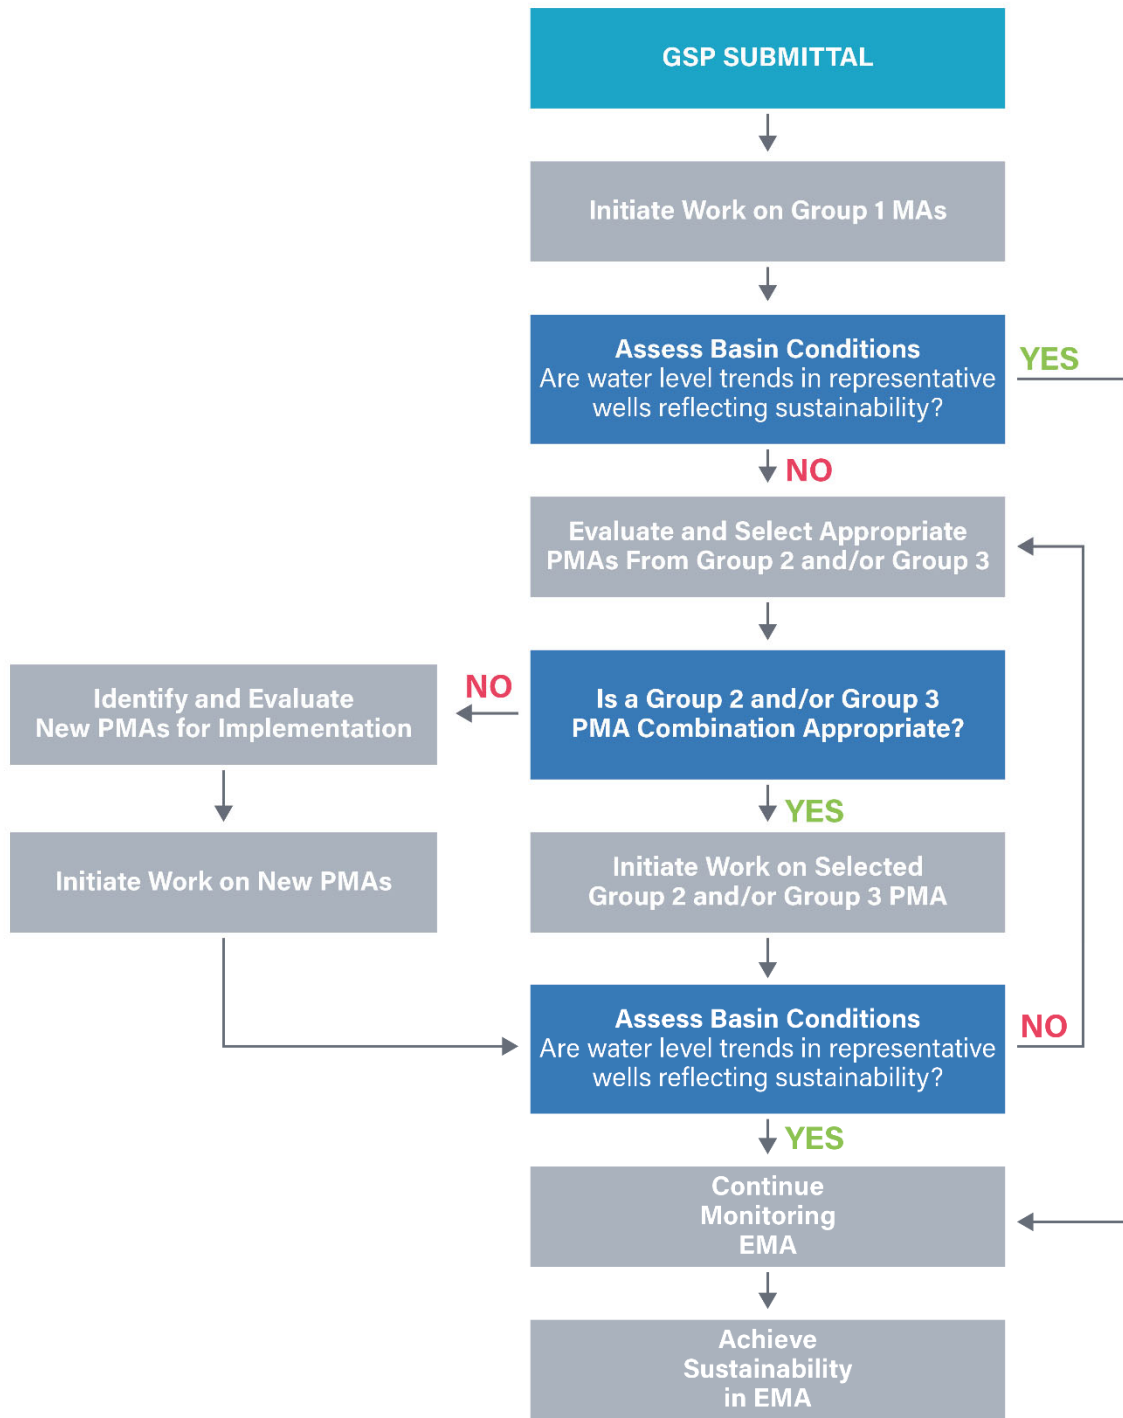 GSP SUBMITTAL
Initiate Work on Group 1 MAs
Assess Basin Conditions
Are water level trends in representative
wells reflecting sustainability?
YES
NO
Evaluate and Select Appropriate
PMAs From Group 2 and/or Group 3
Is a Group 2 and/or Group 3
PMA Combination Appropriate?
NO
Identify and Evaluate
New PMAs for Implementation
YES
Initiate Work on New PMAs
Initiate Work on Selected
Group 2 and/or Group 3 PMA
Assess Basin Conditions
Are water level trends in representative
wells reflecting sustainability?
NO
YES
Continue
Monitoring
EMA
Achieve
Sustainability
in EMA